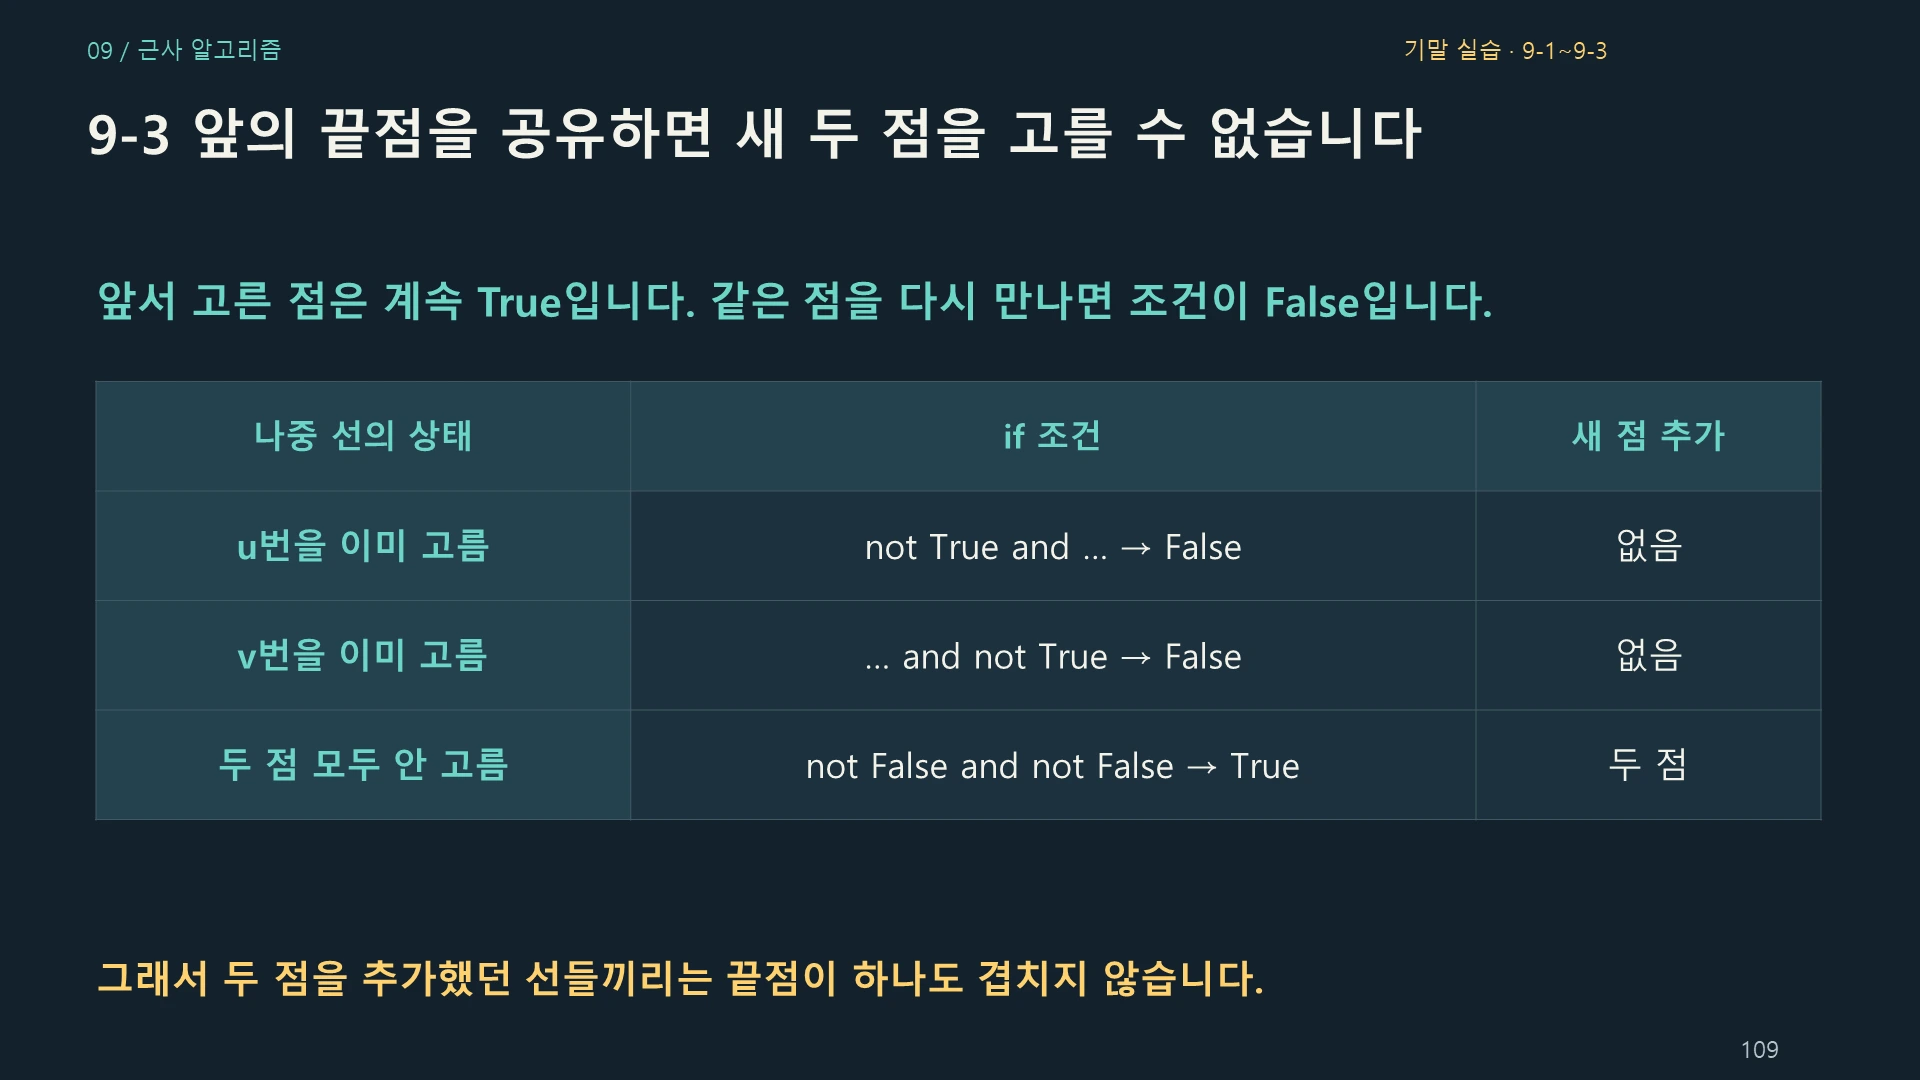 09 / 근사 알고리즘
기말 실습 · 9-1~9-3
9-3 앞의 끝점을 공유하면 새 두 점을 고를 수 없습니다
앞서 고른 점은 계속 True입니다. 같은 점을 다시 만나면 조건이 False입니다.
나중 선의 상태
if 조건
새 점 추가
u번을 이미 고름
not True and ... → False
없음
v번을 이미 고름
... and not True → False
없음
두 점 모두 안 고름
not False and not False → True
두 점
그래서 두 점을 추가했던 선들끼리는 끝점이 하나도 겹치지 않습니다.
109